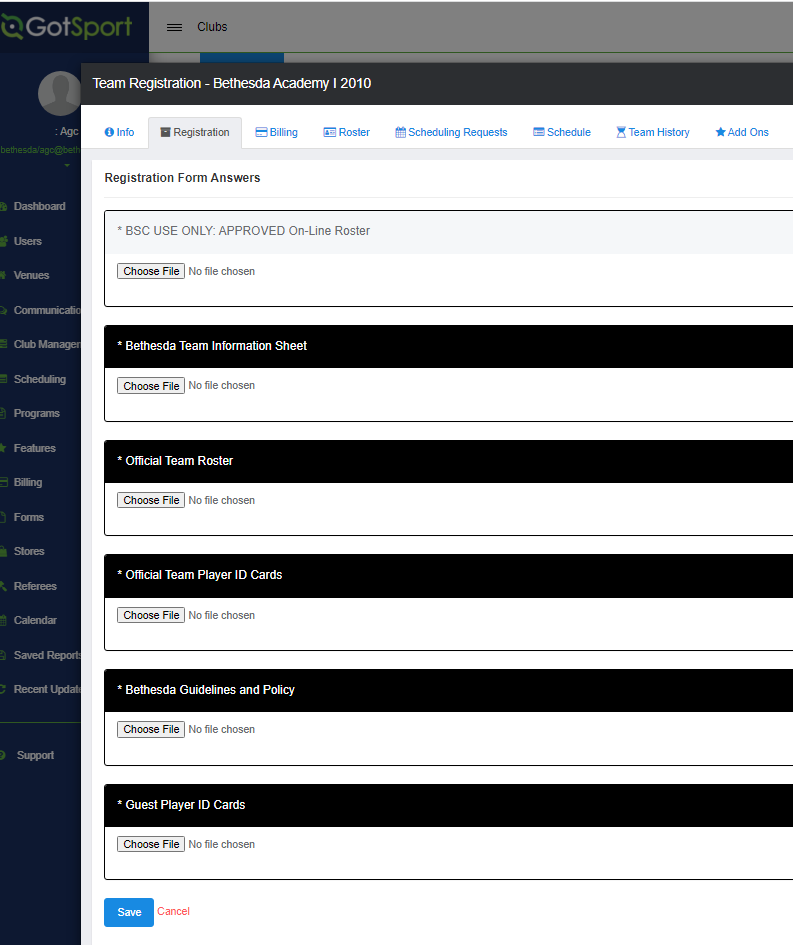 GotSport
Clubs
Team Registration - Bethesda Academy I 2010
: Agc
bethesda/agc@beth
Info
Registration
Billing
Roster
Scheduling Requests
Schedule
Team History
Add Ons
Registration Form Answers
* BSC USE ONLY: APPROVED On-Line Roster
Choose File No file chosen
* Bethesda Team Information Sheet
Choose File No file chosen
* Official Team Roster
Choose File No file chosen
* Official Team Player ID Cards
Choose File No file chosen
* Bethesda Guidelines and Policy
Choose File No file chosen
* Guest Player ID Cards
Choose File No file chosen
Save Cancel
Dashboard
Users
Venues
Communicatio
Club Manager
Scheduling
Programs
Features
Billing
Forms
Stores
Referees
Calendar
Saved Reports
Recent Update
Support